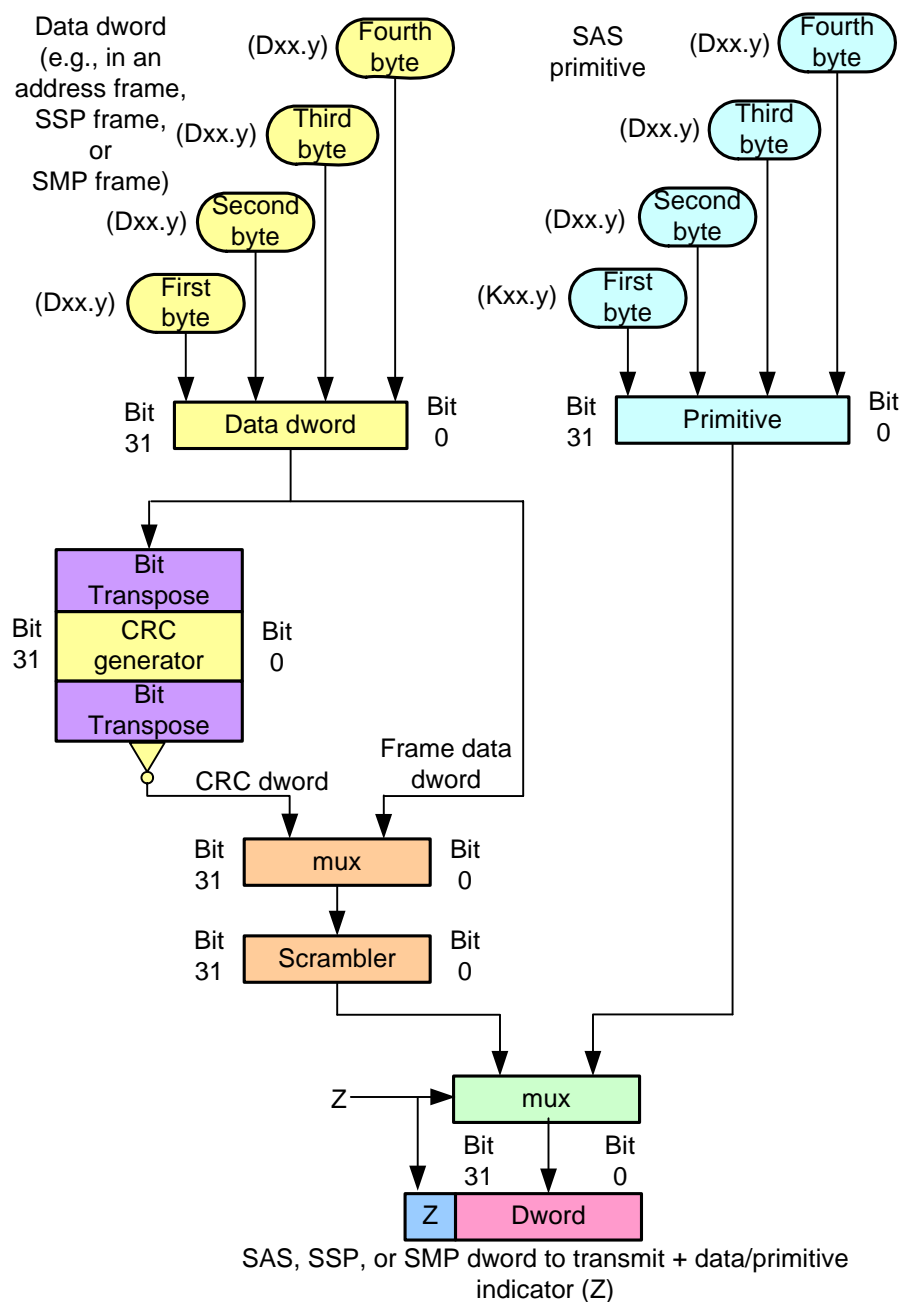 Data dword
(e.g., in an
address frame,
SSP frame,
or
SMP frame)
(Dxx.y)
Fourth
byte
(Dxx.y)
Third
byte
(Dxx.y)
Second
byte
(Dxx.y)
First
byte
SAS
primitive
(Dxx.y)
Fourth
byte
(Dxx.y)
Third
byte
(Dxx.y)
Second
byte
(Kxx.y)
First
byte
Bit
31
Data dword
Bit
0
Bit
31
Primitive
Bit
0
Bit
Transpose
Bit
31
CRC
generator
Bit
0
Bit
Transpose
CRC dword
Frame data
dword
Bit
31
mux
Bit
0
Bit
31
Scrambler
Bit
0
Z
mux
Bit
31
Bit
0
Z
Dword
SAS, SSP, or SMP dword to transmit + data/primitive
indicator (Z)